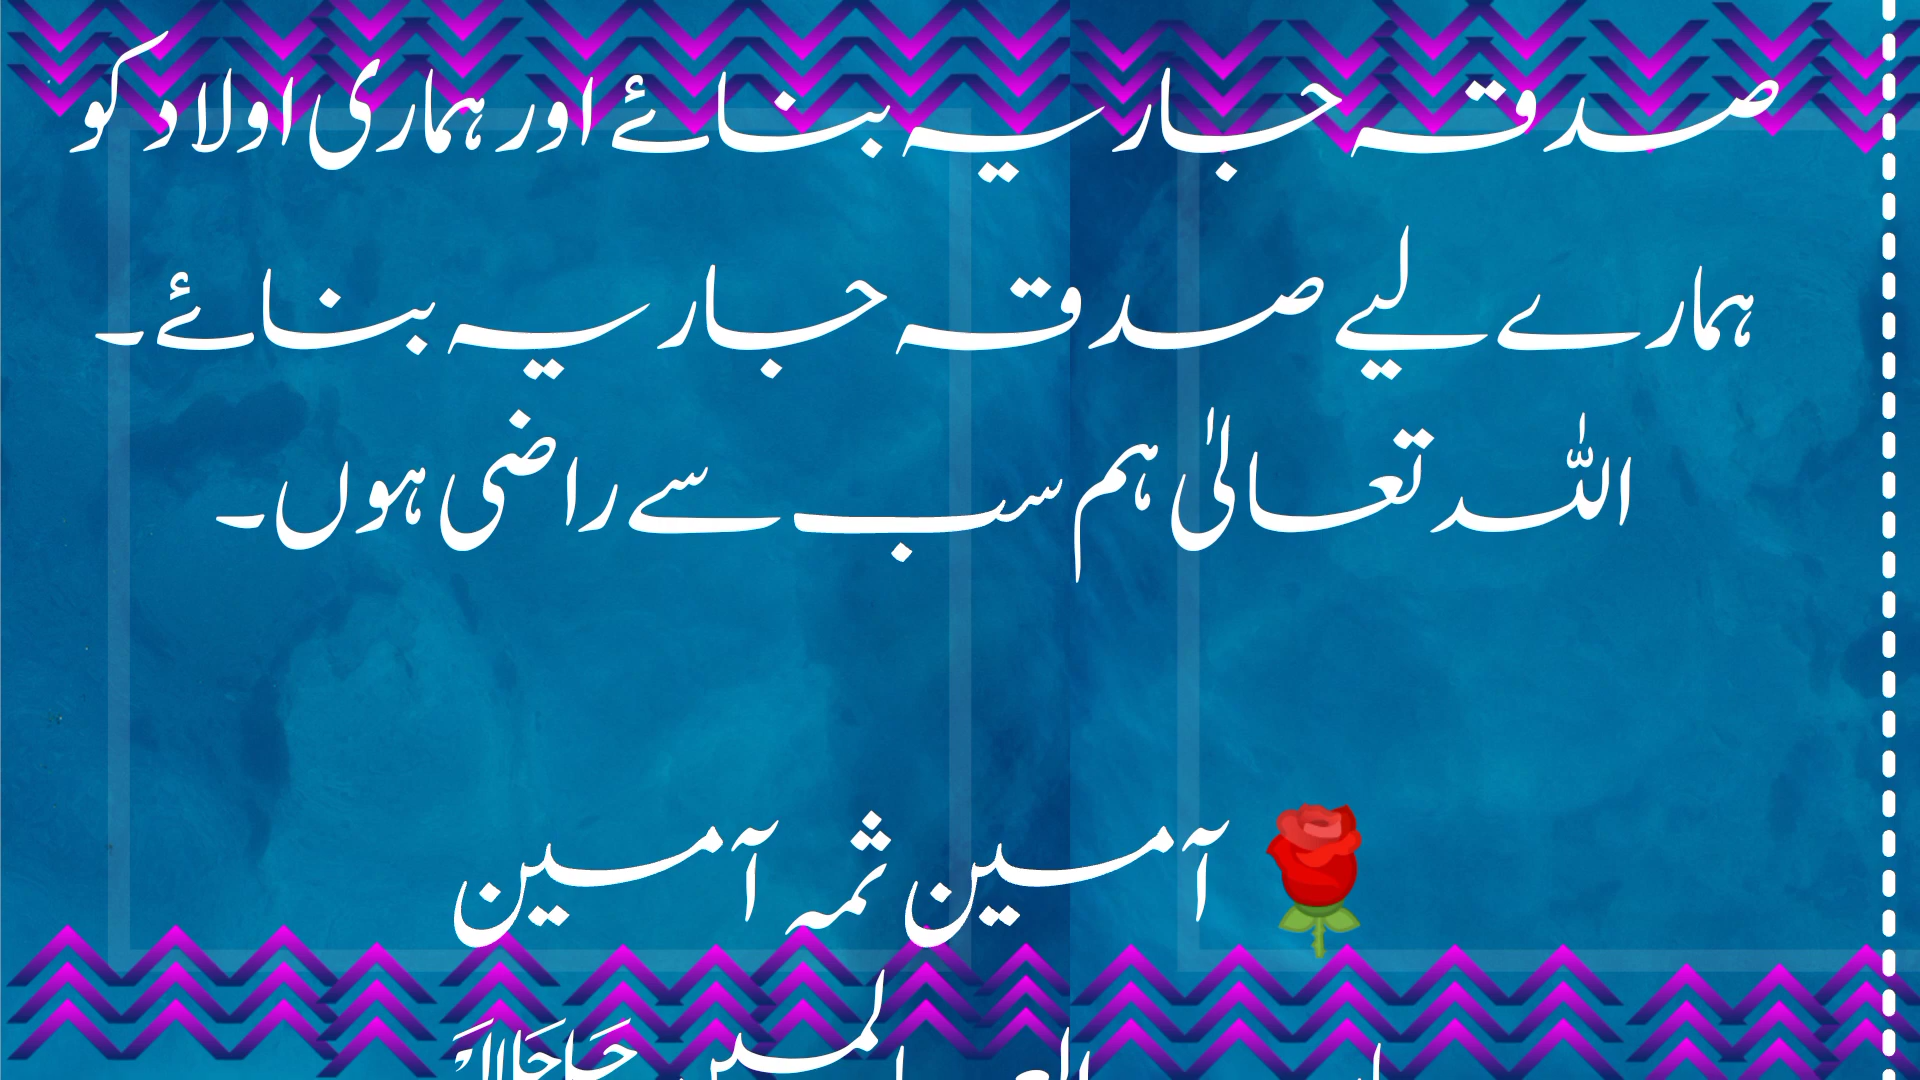 صدقہ جاریہ بنائے اور ہماری اولاد کو
ہمارے لیے صدقہ جاریہ بنائے۔
اللہ تعالیٰ ہم سب سے راضی ہوں۔
🌹 آمین ثمہ آمین